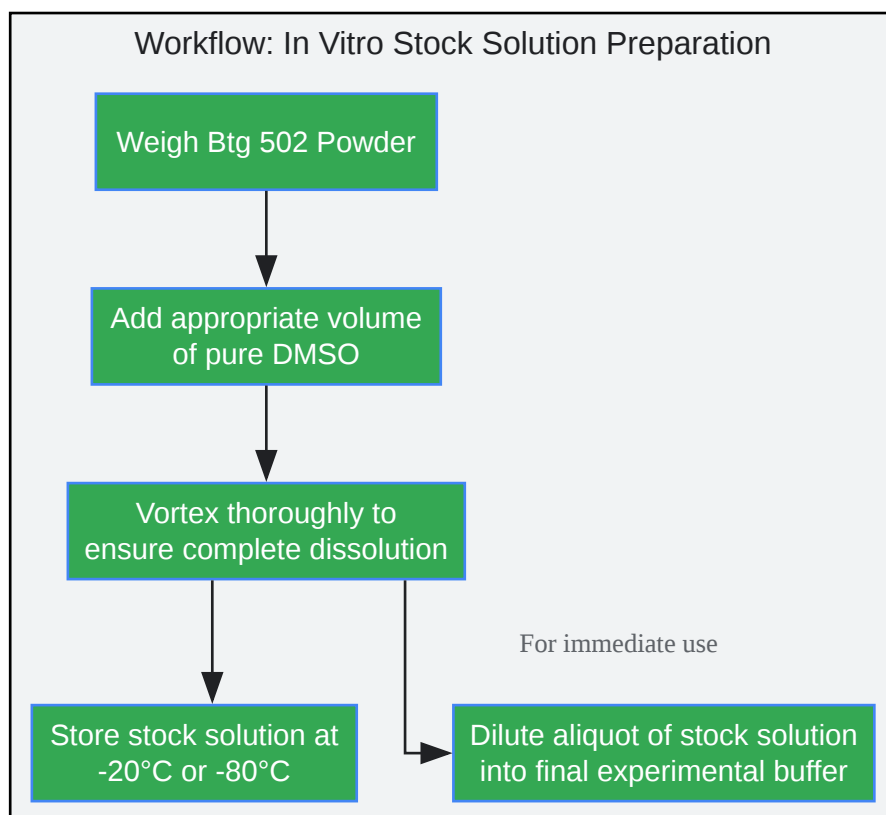 Workflow: In Vitro Stock Solution Preparation
Weigh Btg 502 Powder
Add appropriate volume
of pure DMSO
Vortex thoroughly to
ensure complete dissolution
For immediate use
Store stock solution at
-20°C or -80°C
Dilute aliquot of stock solution
into final experimental buffer